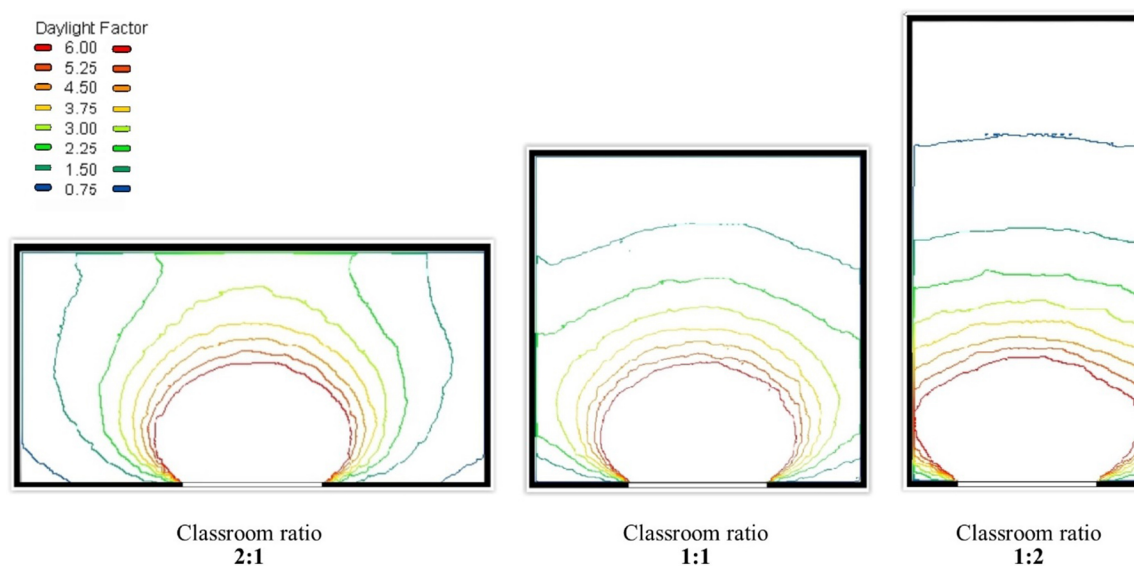 Daylight Factor
6.00
5.25
4.50
3.75
3.00
2.25
1.50
0.75
Classroom ratio
2:1
Classroom ratio
1:1
Classroom ratio
1:2